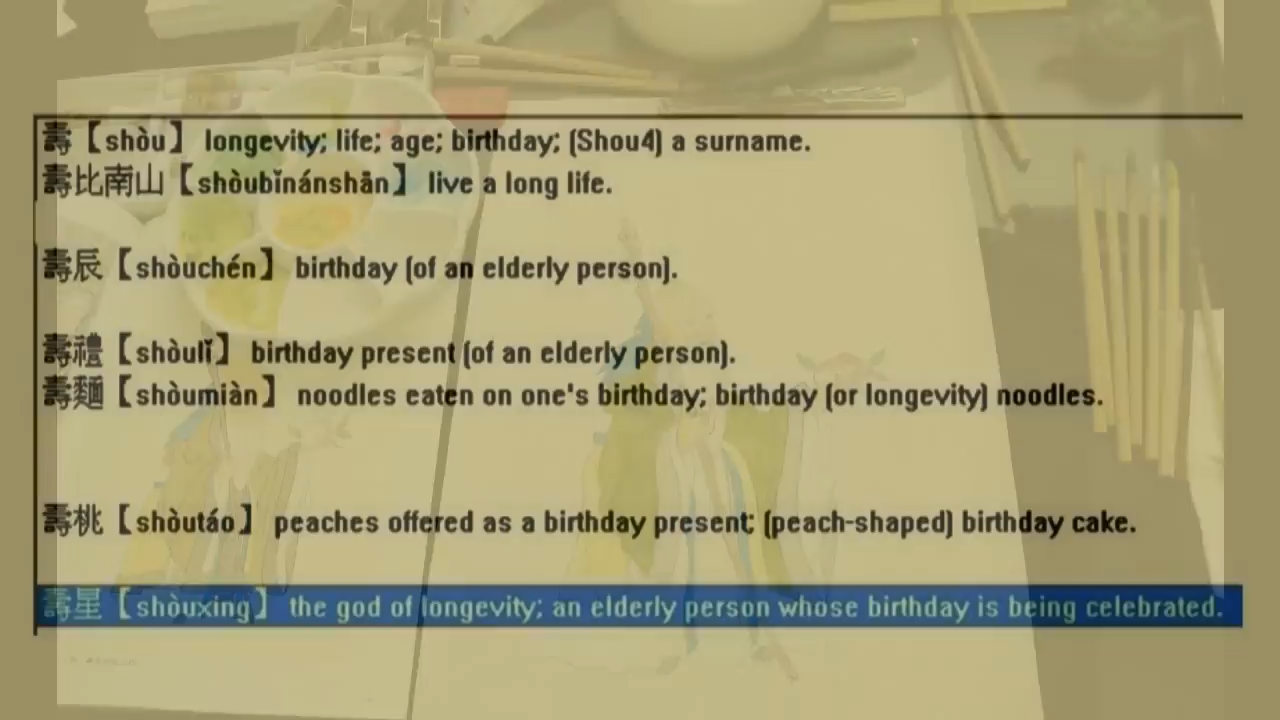 壽【shòu】 longevity; life; age; birthday; (Shou4) a surname.
壽比南山【shòubǐnánshān】 live a long life.
壽辰【shòuchén】 birthday (of an elderly person).
壽禮【shòulǐ】 birthday present (of an elderly person).
壽麵【shòumiàn】 noodles eaten on one's birthday; birthday (or longevity) noodles.
壽桃【shòutáo】 peaches offered as a birthday present; (peach-shaped) birthday cake.
壽星【shòuxing】 the god of longevity; an elderly person whose birthday is being celebrated.